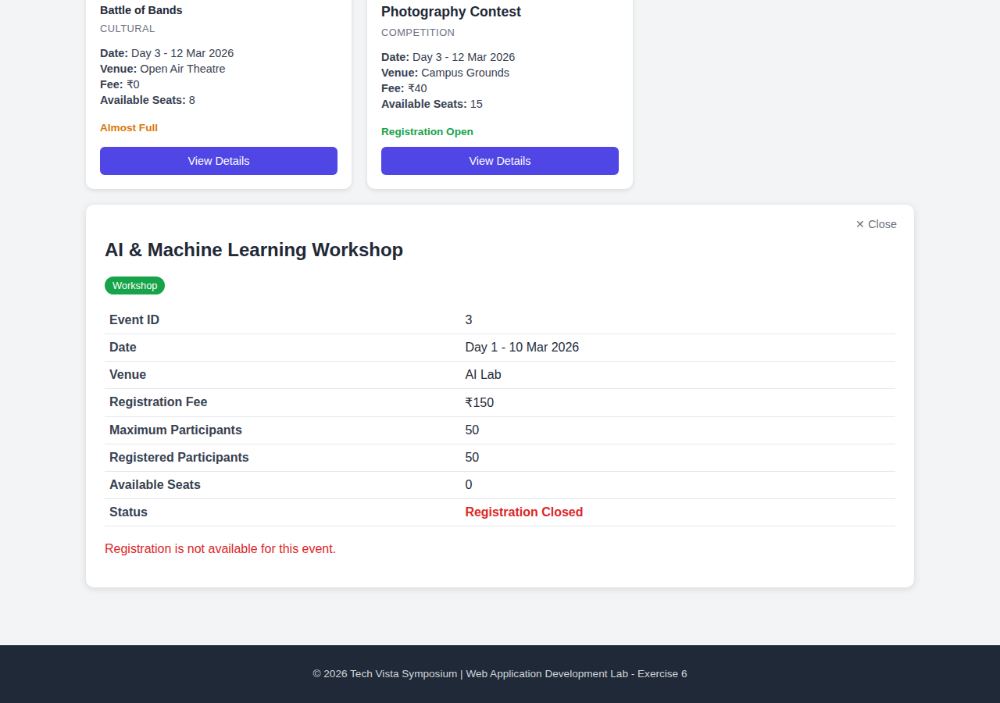 Battle of Bands
CULTURAL
Date: Day 3 - 12 Mar 2026
Venue: Open Air Theatre
Fee: ₹0
Available Seats: 8
Almost Full
View Details
Photography Contest
COMPETITION
Date: Day 3 - 12 Mar 2026
Venue: Campus Grounds
Fee: ₹40
Available Seats: 15
Registration Open
View Details
✕ Close
AI & Machine Learning Workshop
Workshop
Event ID 3
Date Day 1 - 10 Mar 2026
Venue AI Lab
Registration Fee ₹150
Maximum Participants 50
Registered Participants 50
Available Seats 0
Status Registration Closed
Registration is not available for this event.
© 2026 Tech Vista Symposium | Web Application Development Lab - Exercise 6